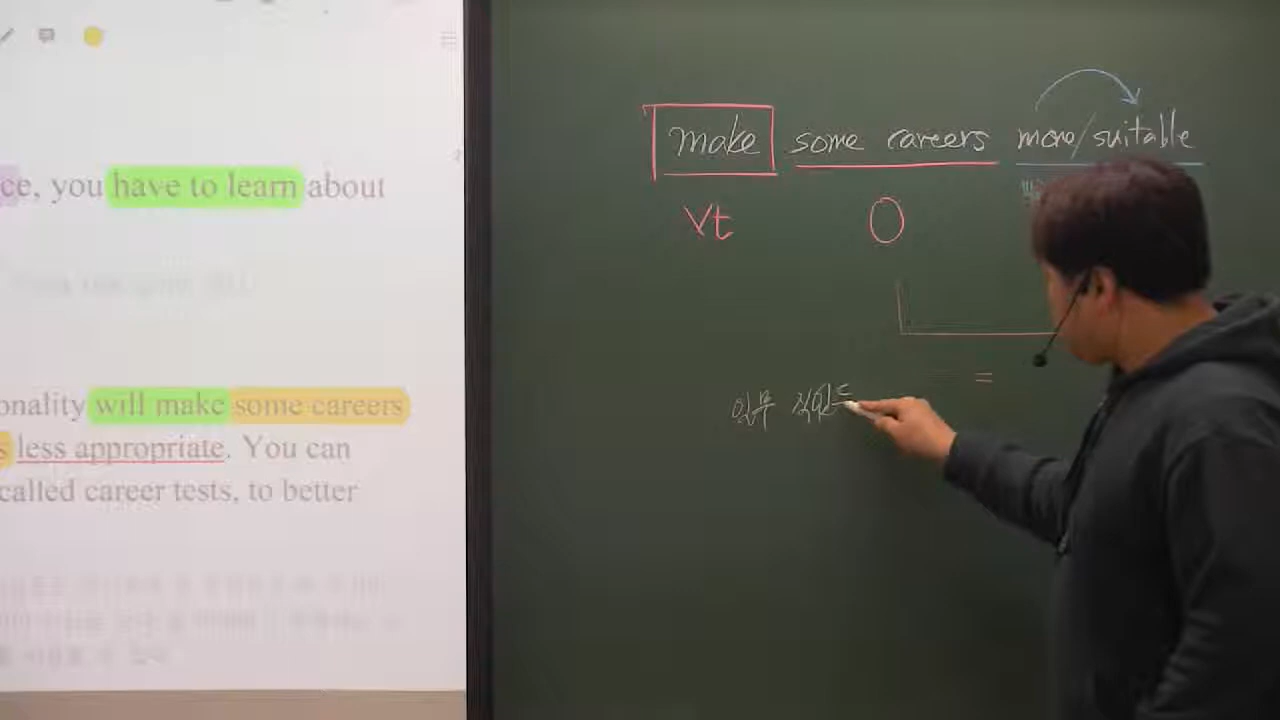 ce, you have to learn about
onality will make some careers
s less appropriate. You can
called career tests, to better
make some careers more/suitable
Vt O
=
일부 직업은